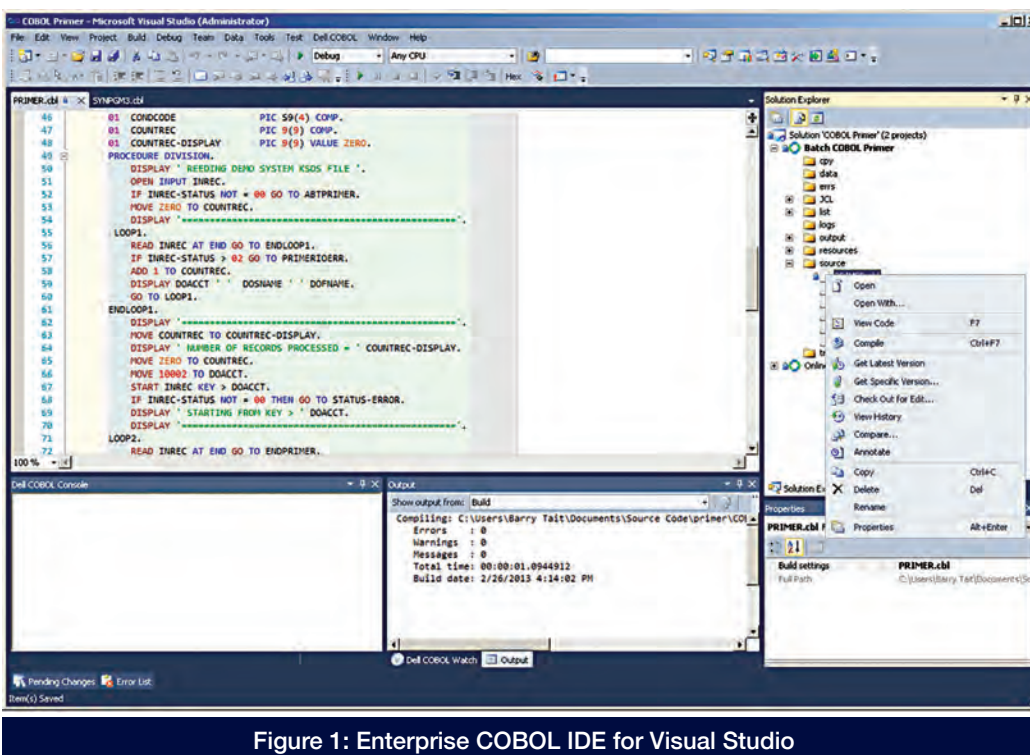 COBOL Primer - Microsoft Visual Studio (Administrator)
File Edit View Project Build Debug Team Data Tools Test Dell.COBOL Window Help
Debug Any CPU
Hex
PRIMER.cbl SYNPGM3.cbl
46 01 CONDCODE PIC S9(4) COMP.
47 01 COUNTREC PIC 9(9) COMP.
48 01 COUNTREC-DISPLAY PIC 9(9) VALUE ZERO.
49 PROCEDURE DIVISION.
50 DISPLAY ' REEDING DEMO SYSTEM KSDS FILE '.
51 OPEN INPUT INREC.
52 IF INREC-STATUS NOT = 00 GO TO ABTPRIMER.
53 MOVE ZERO TO COUNTREC.
54 DISPLAY '==================================================='.
55 LOOP1.
56 READ INREC AT END GO TO ENDLOOP1.
57 IF INREC-STATUS > 02 GO TO PRIMERIOERR.
58 ADD 1 TO COUNTREC.
59 DISPLAY DOACCT ' ' DOSNAME ' ' DOFNAME.
60 GO TO LOOP1.
61 ENDLOOP1.
62 DISPLAY '==================================================='.
63 MOVE COUNTREC TO COUNTREC-DISPLAY.
64 DISPLAY ' NUMBER OF RECORDS PROCESSED = ' COUNTREC-DISPLAY.
65 MOVE ZERO TO COUNTREC.
66 MOVE 10002 TO DOACCT.
67 START INREC KEY > DOACCT.
68 IF INREC-STATUS NOT = 00 THEN GO TO STATUS-ERROR.
69 DISPLAY ' STARTING FROM KEY > ' DOACCT.
70 DISPLAY '==================================================='.
71 LOOP2.
72 READ INREC AT END GO TO ENDPRIMER.
100 %
Solution Explorer
Solution 'COBOL Primer' (2 projects)
Batch COBOL Primer
cpy
data
errs
JCL
list
logs
output
resources
source
Online
Solution Ex
Open
Open With...
View Code F7
Compile Ctrl+F7
Get Latest Version
Get Specific Version...
Check Out for Edit...
View History
Compare...
Annotate
Copy Ctrl+C
Delete Del
Rename
Properties Alt+Enter
Dell COBOL Console
Output
Show output from: Build
Compiling: C:\Users\Barry Tait\Documents\Source Code\primer\COB
Errors : 0
Warnings : 0
Messages : 0
Total time: 00:00:01.0944912
Build date: 2/26/2013 4:14:02 PM
Dell COBOL Watch Output
Properties
PRIMER.cbl
Build settings PRIMER.cbl
Full Path C:\Users\Barry Tait\Documents\So
Pending Changes Error List
Item(s) Saved
Figure 1: Enterprise COBOL IDE for Visual Studio